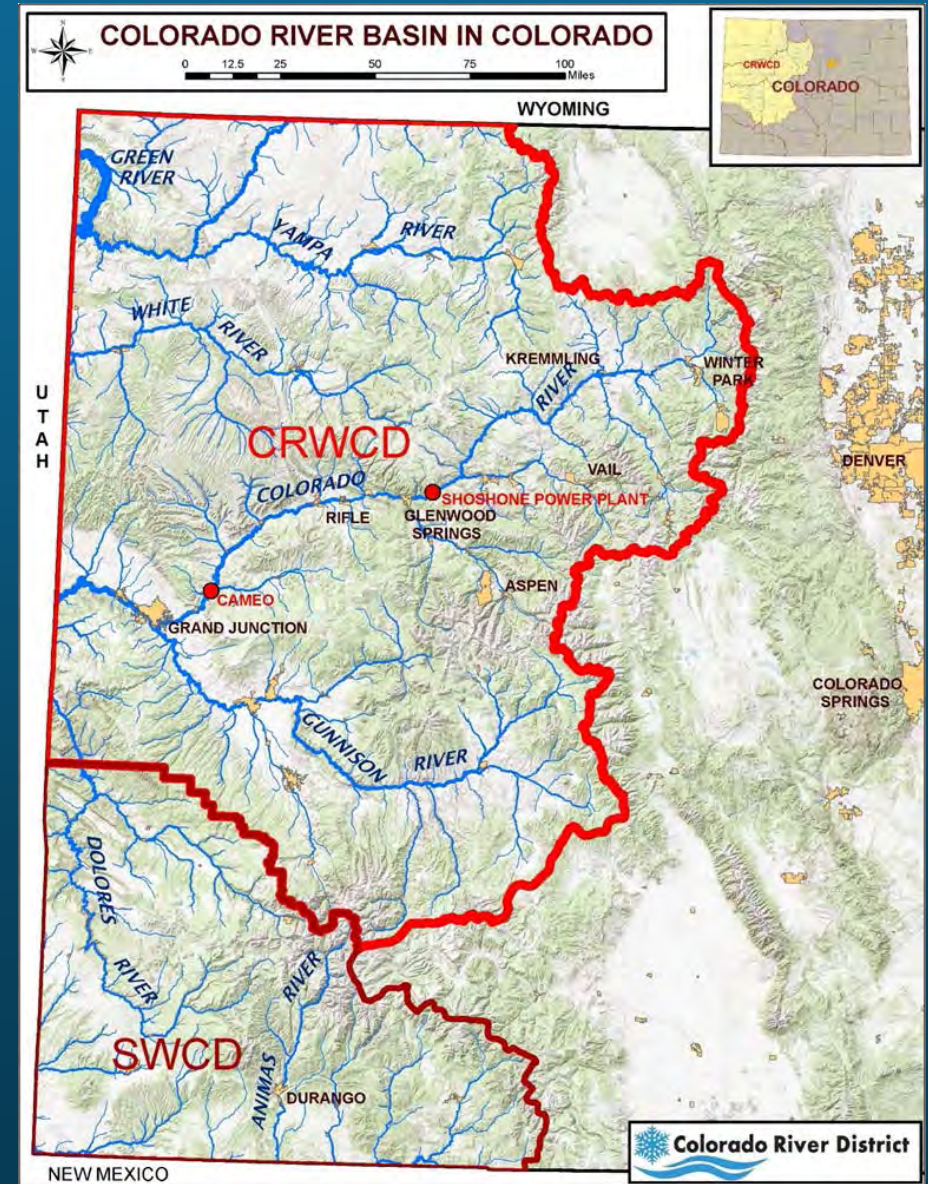 COLORADO RIVER BASIN IN COLORADO
N
W
E
S
0 12.5 25 50 75 100
Miles
CRWCD
COLORADO
WYOMING
GREEN
RIVER
YAMPA RIVER
WHITE RIVER
KREMMLING
RIVER
WINTER
PARK
UTAH
CRWCD
DENVER
COLORADO
VAIL
SHOSHONE POWER PLANT
RIFLE
GLENWOOD
SPRINGS
ASPEN
CAMEO
GRAND JUNCTION
COLORADO
SPRINGS
GUNNISON RIVER
DOLORES RIVER
SWCD
ANIMAS RIVER
DURANGO
NEW MEXICO
Colorado River District